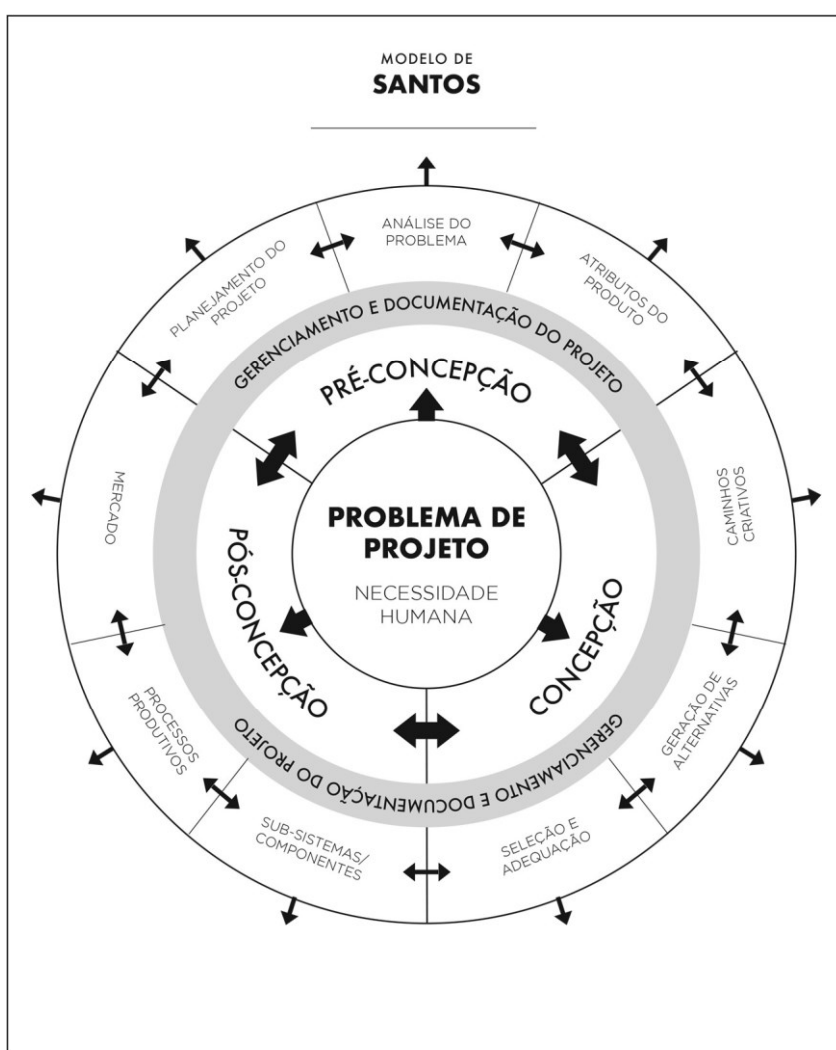 MODELO DE
SANTOS
ANÁLISE DO
PROBLEMA
PLANEJAMENTO DO
PROJETO
ATRIBUTOS DO
PRODUTO
GERENCIAMENTO E DOCUMENTAÇÃO DO PROJETO
PRÉ-CONCEPÇÃO
MERCADO
CAMINHOS
CRIATIVOS
PROBLEMA DE
PROJETO
NECESSIDADE
HUMANA
PÓS-CONCEPÇÃO
CONCEPÇÃO
PROCESSOS
PRODUTIVOS
GERAÇÃO DE
ALTERNATIVAS
GERENCIAMENTO E DOCUMENTAÇÃO DO PROJETO
SUB-SISTEMAS/
COMPONENTES
SELEÇÃO E
ADEQUAÇÃO